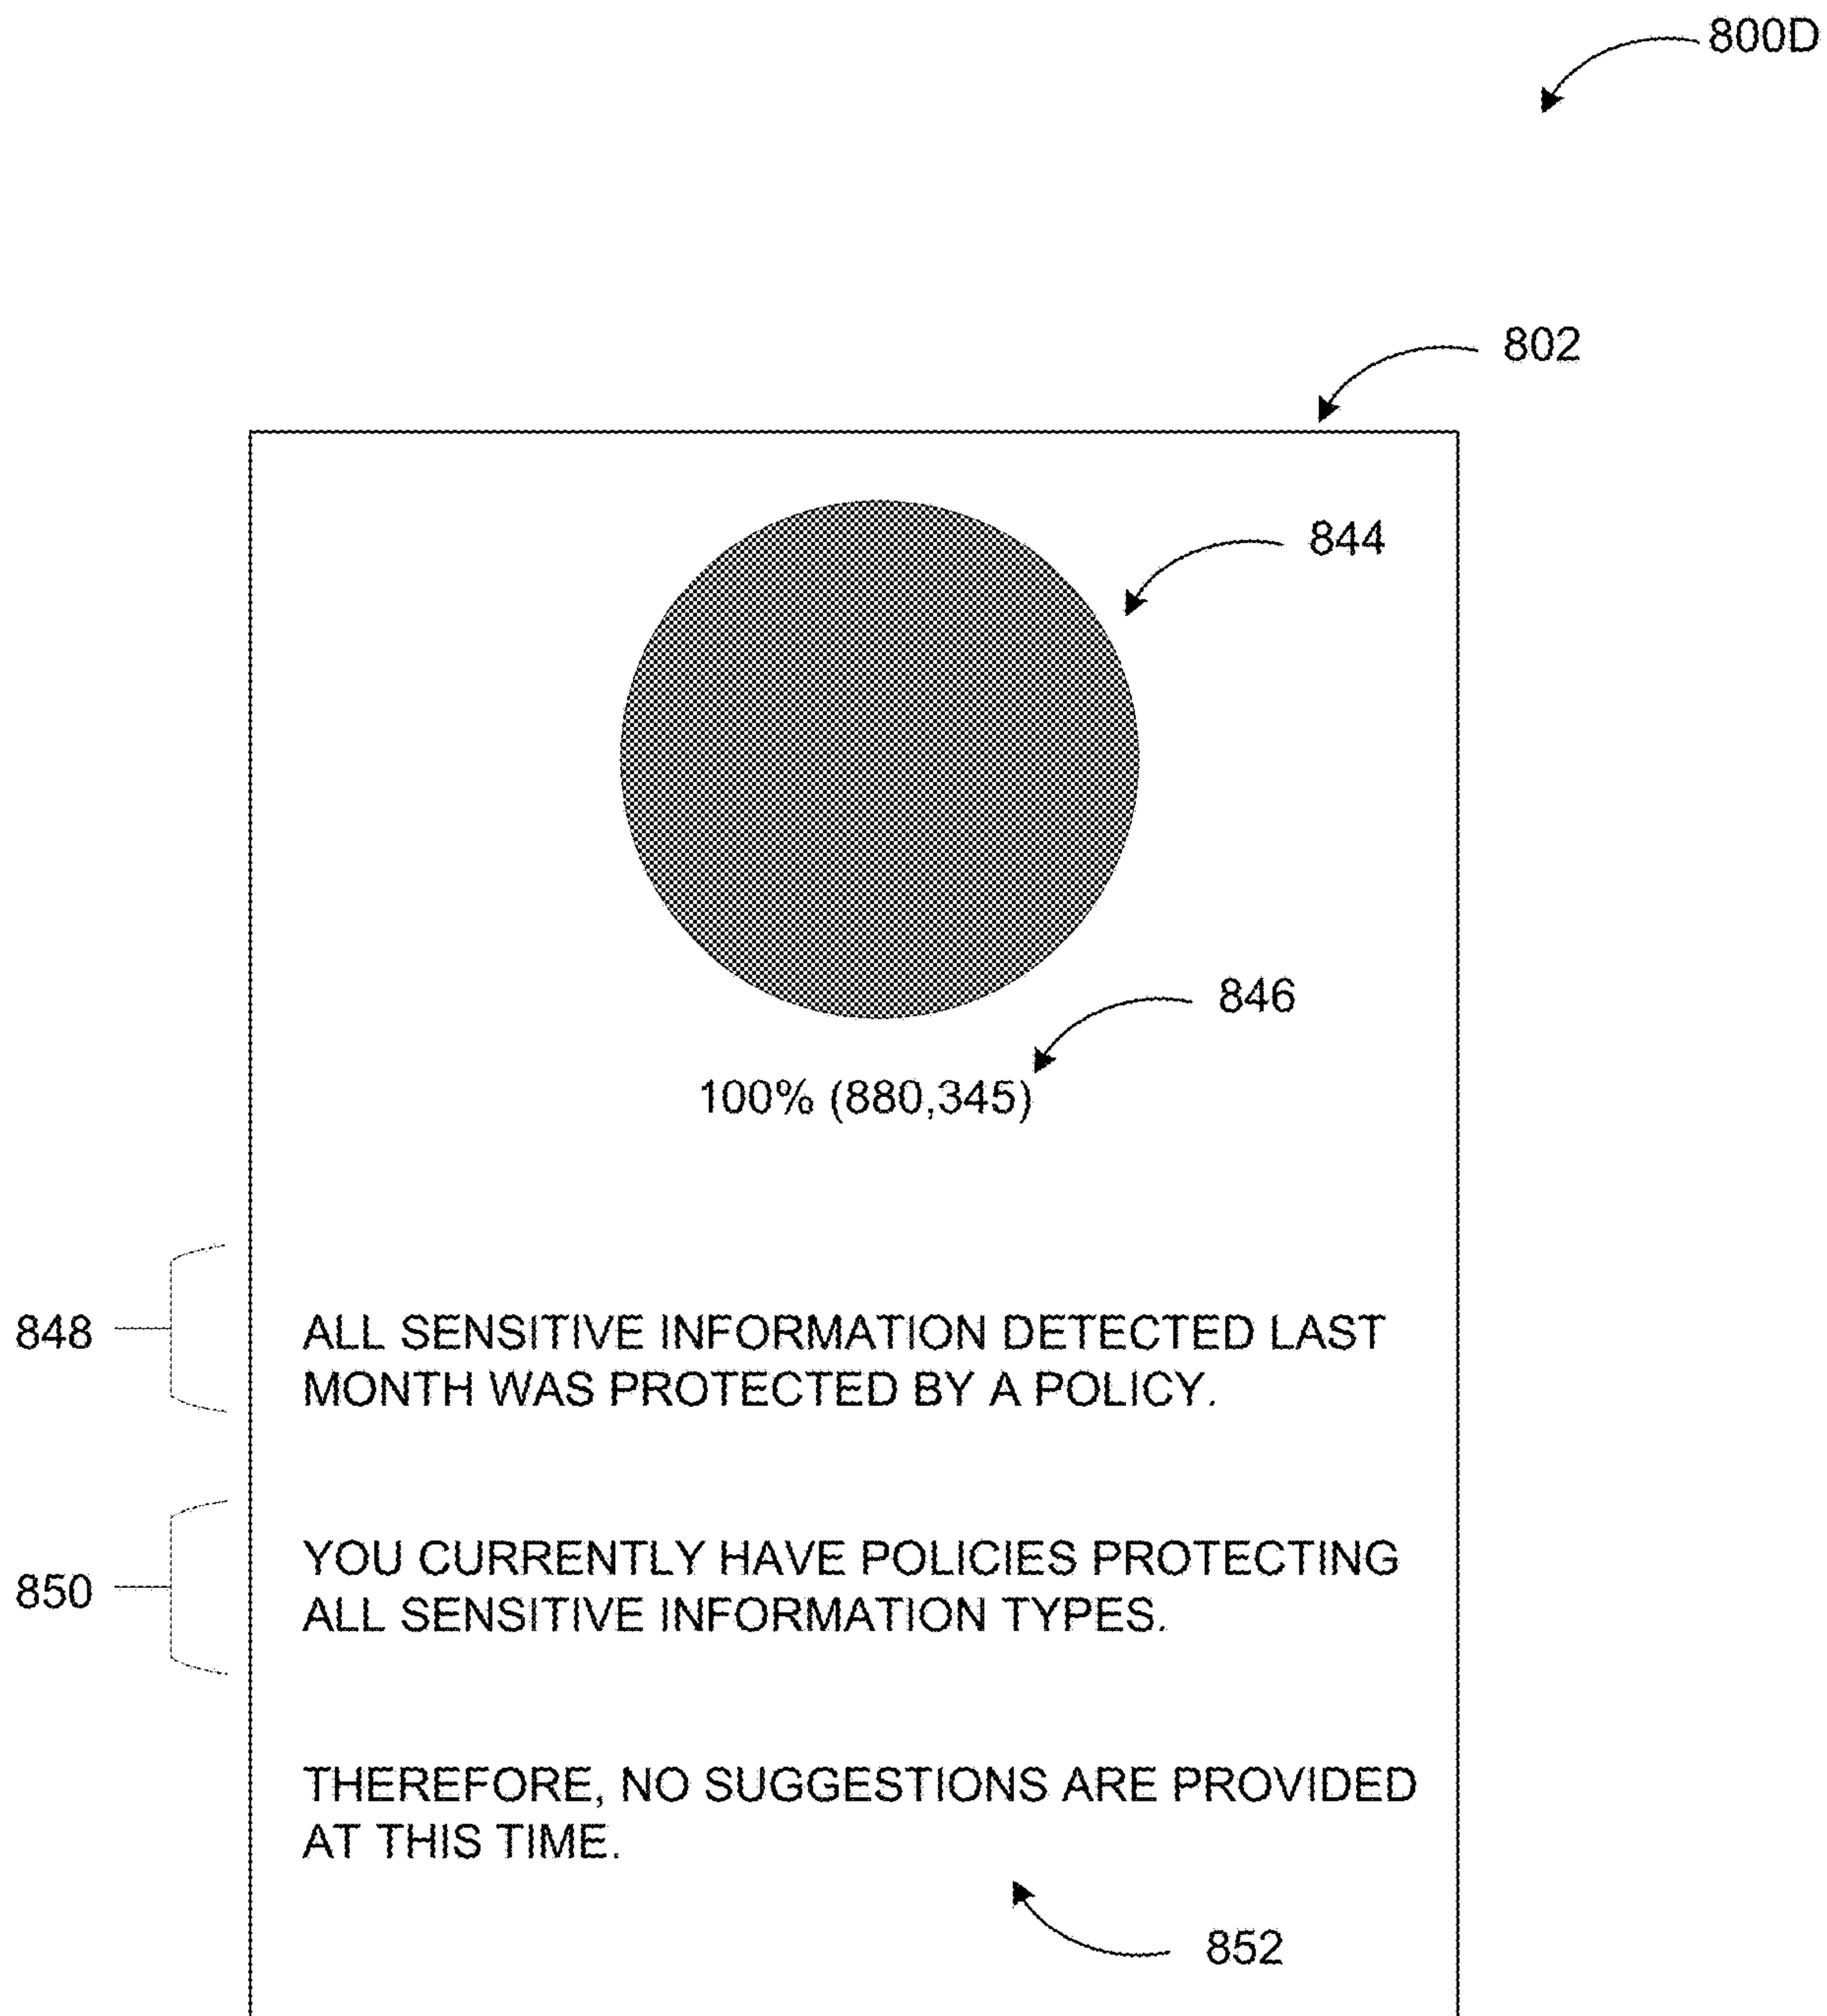 800D
802
844
846
100% (880,345)
848
ALL SENSITIVE INFORMATION DETECTED LAST
MONTH WAS PROTECTED BY A POLICY.
850
YOU CURRENTLY HAVE POLICIES PROTECTING
ALL SENSITIVE INFORMATION TYPES.
THEREFORE, NO SUGGESTIONS ARE PROVIDED
AT THIS TIME.
852